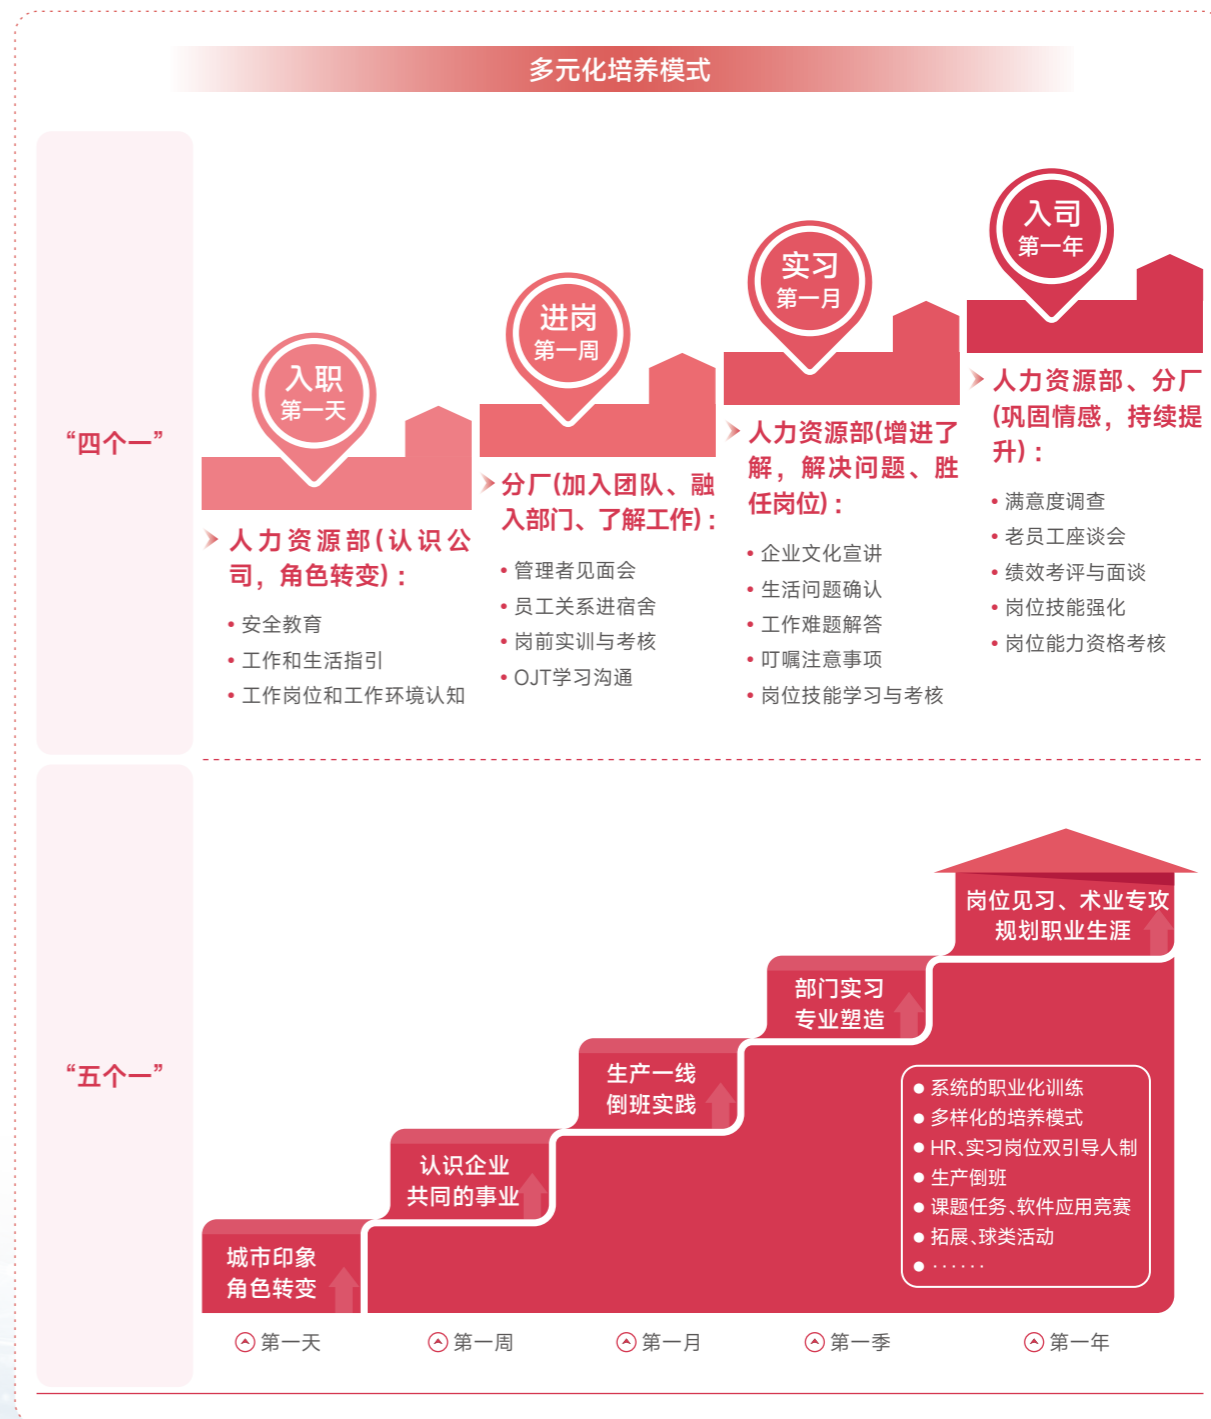 多元化培养模式
“四个一”
入职
第一天
人力资源部(认识公
司，角色转变)：
• 安全教育
• 工作和生活指引
• 工作岗位和工作环境认知
进岗
第一周
分厂(加入团队、融
入部门、了解工作)：
• 管理者见面会
• 员工关系进宿舍
• 岗前实训与考核
• OJT学习沟通
实习
第一月
人力资源部(增进了
解，解决问题、胜
任岗位)：
• 企业文化宣讲
• 生活问题确认
• 工作难题解答
• 叮嘱注意事项
• 岗位技能学习与考核
入司
第一年
人力资源部、分厂
(巩固情感，持续提
升)：
• 满意度调查
• 老员工座谈会
• 绩效考评与面谈
• 岗位技能强化
• 岗位能力资格考核
“五个一”
城市印象
角色转变
认识企业
共同的事业
生产一线
倒班实践
部门实习
专业塑造
岗位见习、术业专攻
规划职业生涯
● 系统的职业化训练
● 多样化的培养模式
● HR、实习岗位双引导人制
● 生产倒班
● 课题任务、软件应用竞赛
● 拓展、球类活动
● ······
第一天
第一周
第一月
第一季
第一年